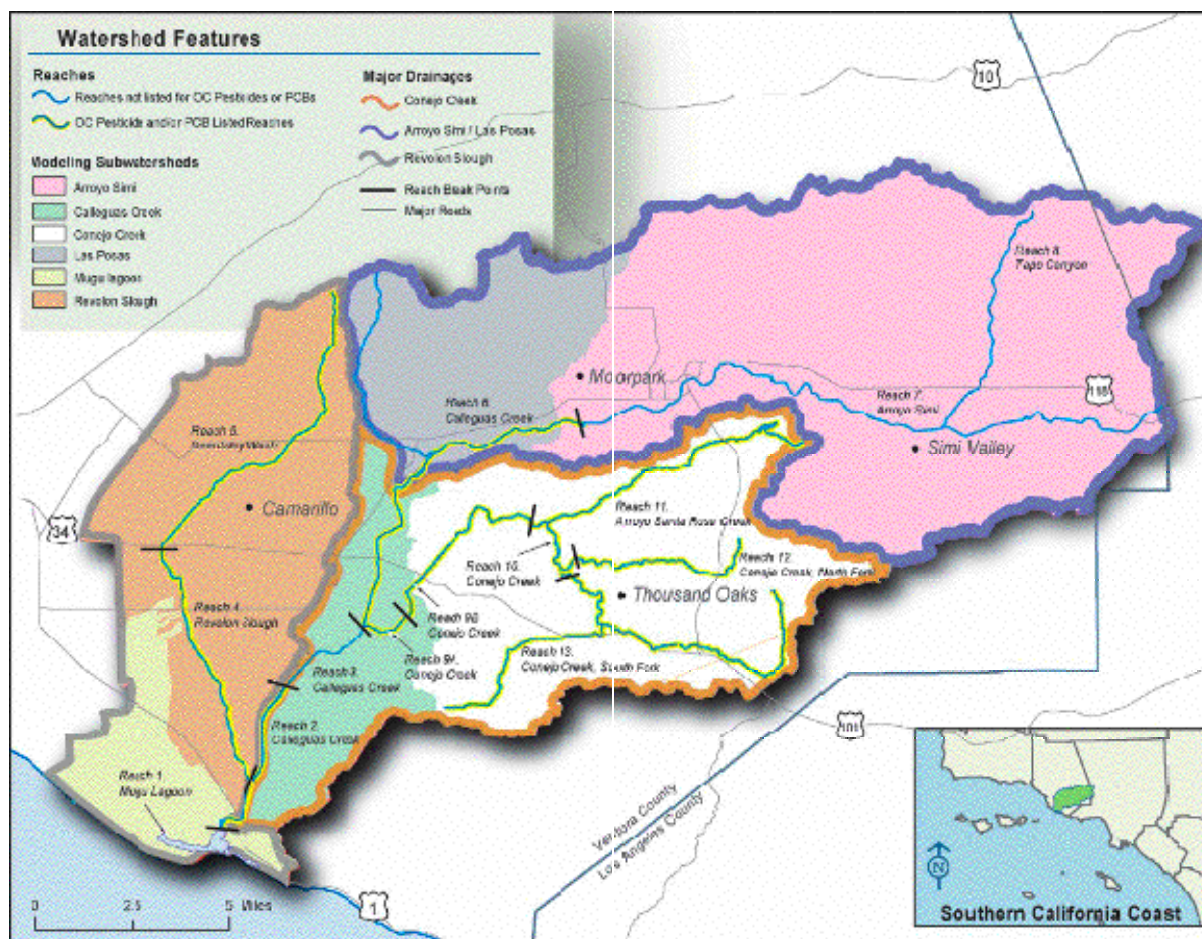 Watershed Features
Reaches
Reaches not listed for OC Pesticides or PCBs
OC Pesticide and/or PCB Listed Reaches
Modeling Subwatersheds
Arroyo Simi
Calleguas Creek
Conejo Creek
Las Posas
Mugu lagoon
Revolon Slough
Major Drainages
Conejo Creek
Arroyo Simi / Las Posas
Revolon Slough
Reach Break Points
Major Roads
10
Reach 8.
Tapo Canyon
Moorpark
118
Reach 7.
Arroyo Simi
Reach 6.
Calleguas Creek
Simi Valley
Reach 5.
Camarillo
34
Reach 11.
Arroyo Santa Rosa Creek
Reach 10.
Conejo Creek
Reach 12.
Conejo Creek, North Fork
Thousand Oaks
Reach 4.
Revolon Slough
Reach 9B.
Conejo Creek
Reach 9A.
Conejo Creek
Reach 13.
Conejo Creek, South Fork
Reach 3.
Calleguas Creek
Reach 2.
Calleguas Creek
101
Reach 1.
Mugu Lagoon
Ventura County
Los Angeles County
0 2.5 5 Miles
1
N
Southern California Coast